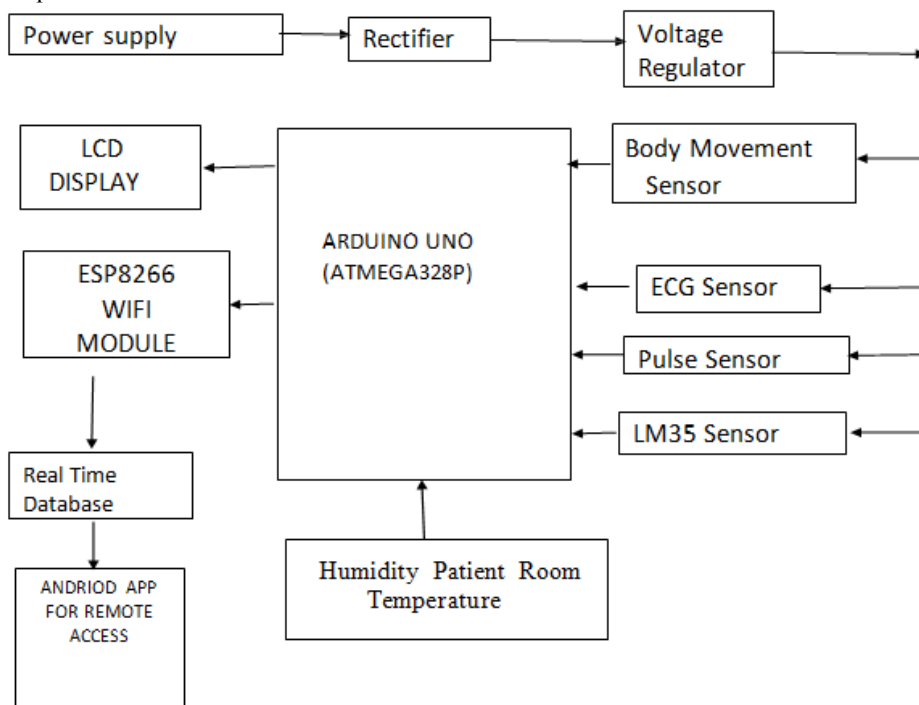 Power supply
Rectifier
Voltage
Regulator
LCD
DISPLAY
ARDUINO UNO
(ATMEGA328P)
Body Movement
Sensor
ESP8266
WIFI
MODULE
ECG Sensor
Pulse Sensor
LM35 Sensor
Real Time
Database
Humidity Patient Room
Temperature
ANDRIOD APP
FOR REMOTE
ACCESS